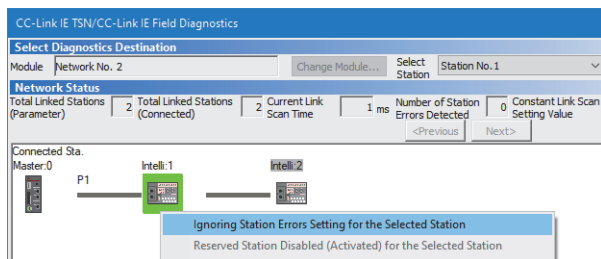 CC-Link IE TSN/CC-Link IE Field Diagnostics
Select Diagnostics Destination
Module Network No. 2 Change Module... Select Station Station No.1
Network Status
Total Linked Stations (Parameter) 2 Total Linked Stations (Connected) 2 Current Link Scan Time 1 ms Number of Station Errors Detected 0 Constant Link Scan Setting Value
<Previous Next>
Connected Sta.
Master:0 Intelli:1 Intelli:2
P1
Ignoring Station Errors Setting for the Selected Station
Reserved Station Disabled (Activated) for the Selected Station